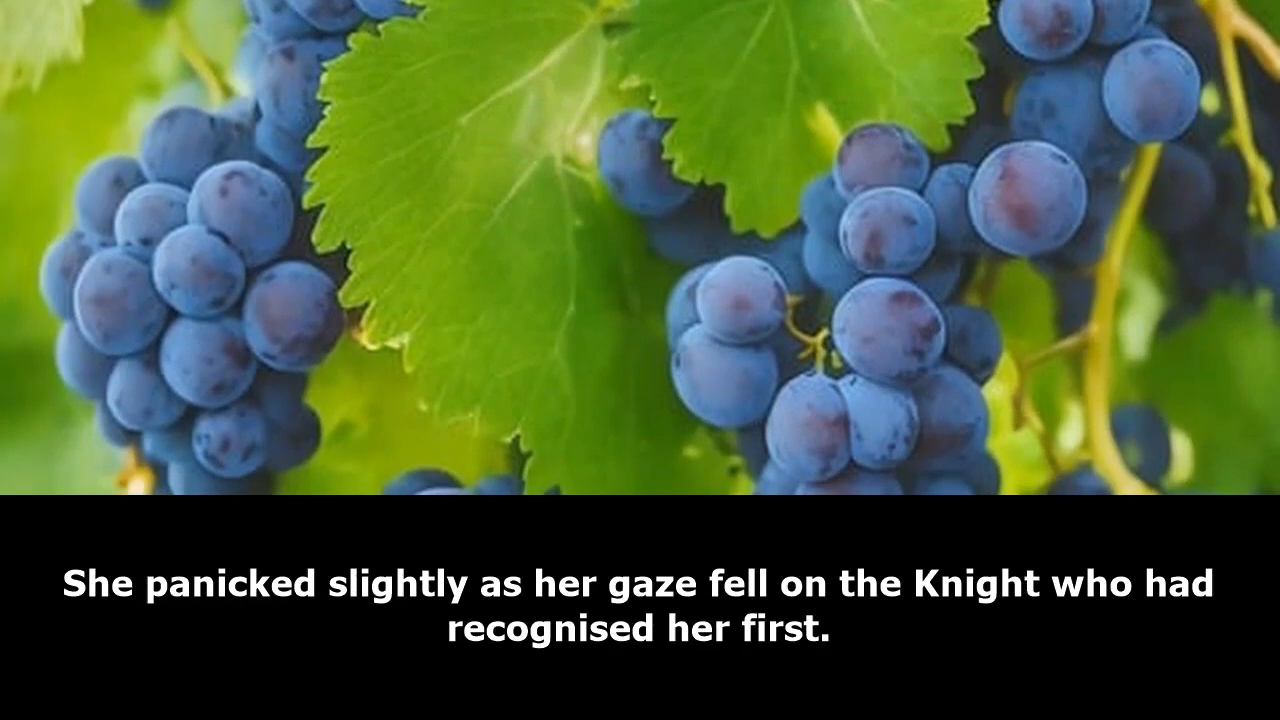 She panicked slightly as her gaze fell on the Knight who had
recognised her first.